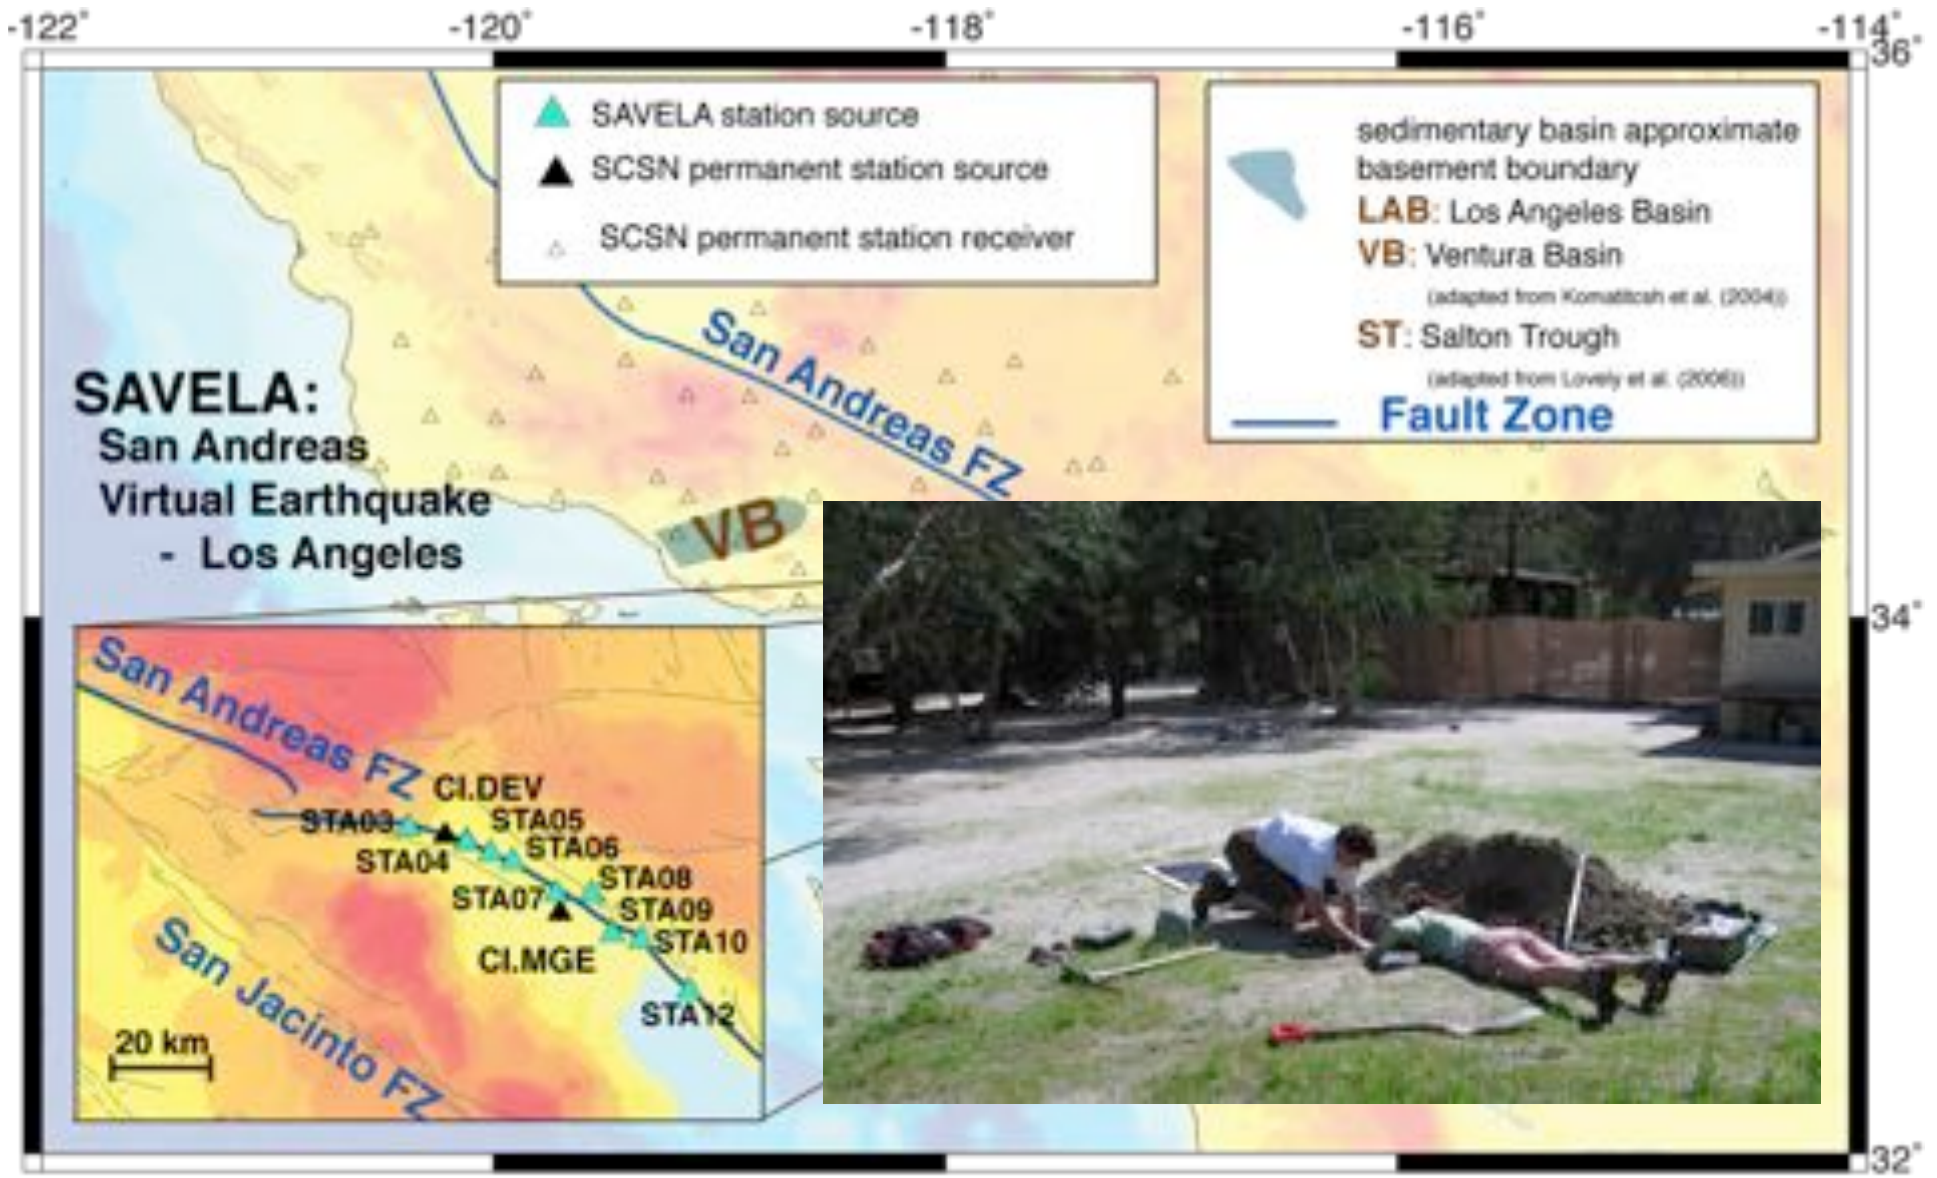 -122°
-120°
-118°
-116°
-114°
36°
SAVELA station source
SCSN permanent station source
SCSN permanent station receiver
sedimentary basin approximate
basement boundary
LAB: Los Angeles Basin
VB: Ventura Basin
(adapted from Komatitcsh et al. (2004))
ST: Salton Trough
(adapted from Lovely et al. (2006))
Fault Zone
San Andreas FZ
SAVELA:
San Andreas
Virtual Earthquake
- Los Angeles
VB
34°
San Andreas FZ
CI.DEV
STA03
STA05
STA06
STA04
STA08
STA07
STA09
STA10
CI.MGE
STA12
San Jacinto FZ
20 km
32°